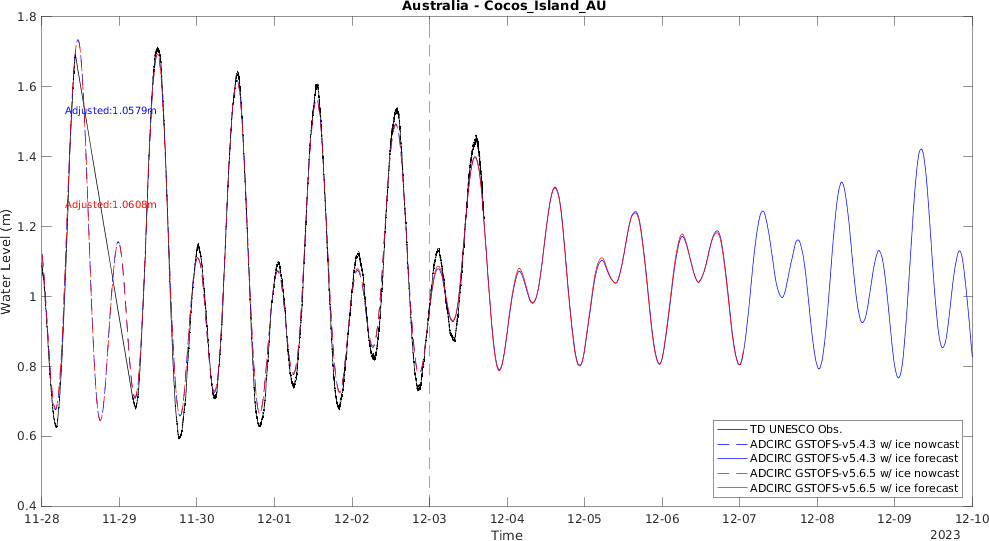 Australia - Cocos_Island_AU
1.8
1.6
1.4
1.2
1
0.8
0.6
0.4
Water Level (m)
Adjusted:1.0579m
Adjusted:1.0608m
TD UNESCO Obs.
ADCIRC GSTOFS-v5.4.3 w/ ice nowcast
ADCIRC GSTOFS-v5.4.3 w/ ice forecast
ADCIRC GSTOFS-v5.6.5 w/ ice nowcast
ADCIRC GSTOFS-v5.6.5 w/ ice forecast
11-28 11-29 11-30 12-01 12-02 12-03 12-04 12-05 12-06 12-07 12-08 12-09 12-10
Time
2023